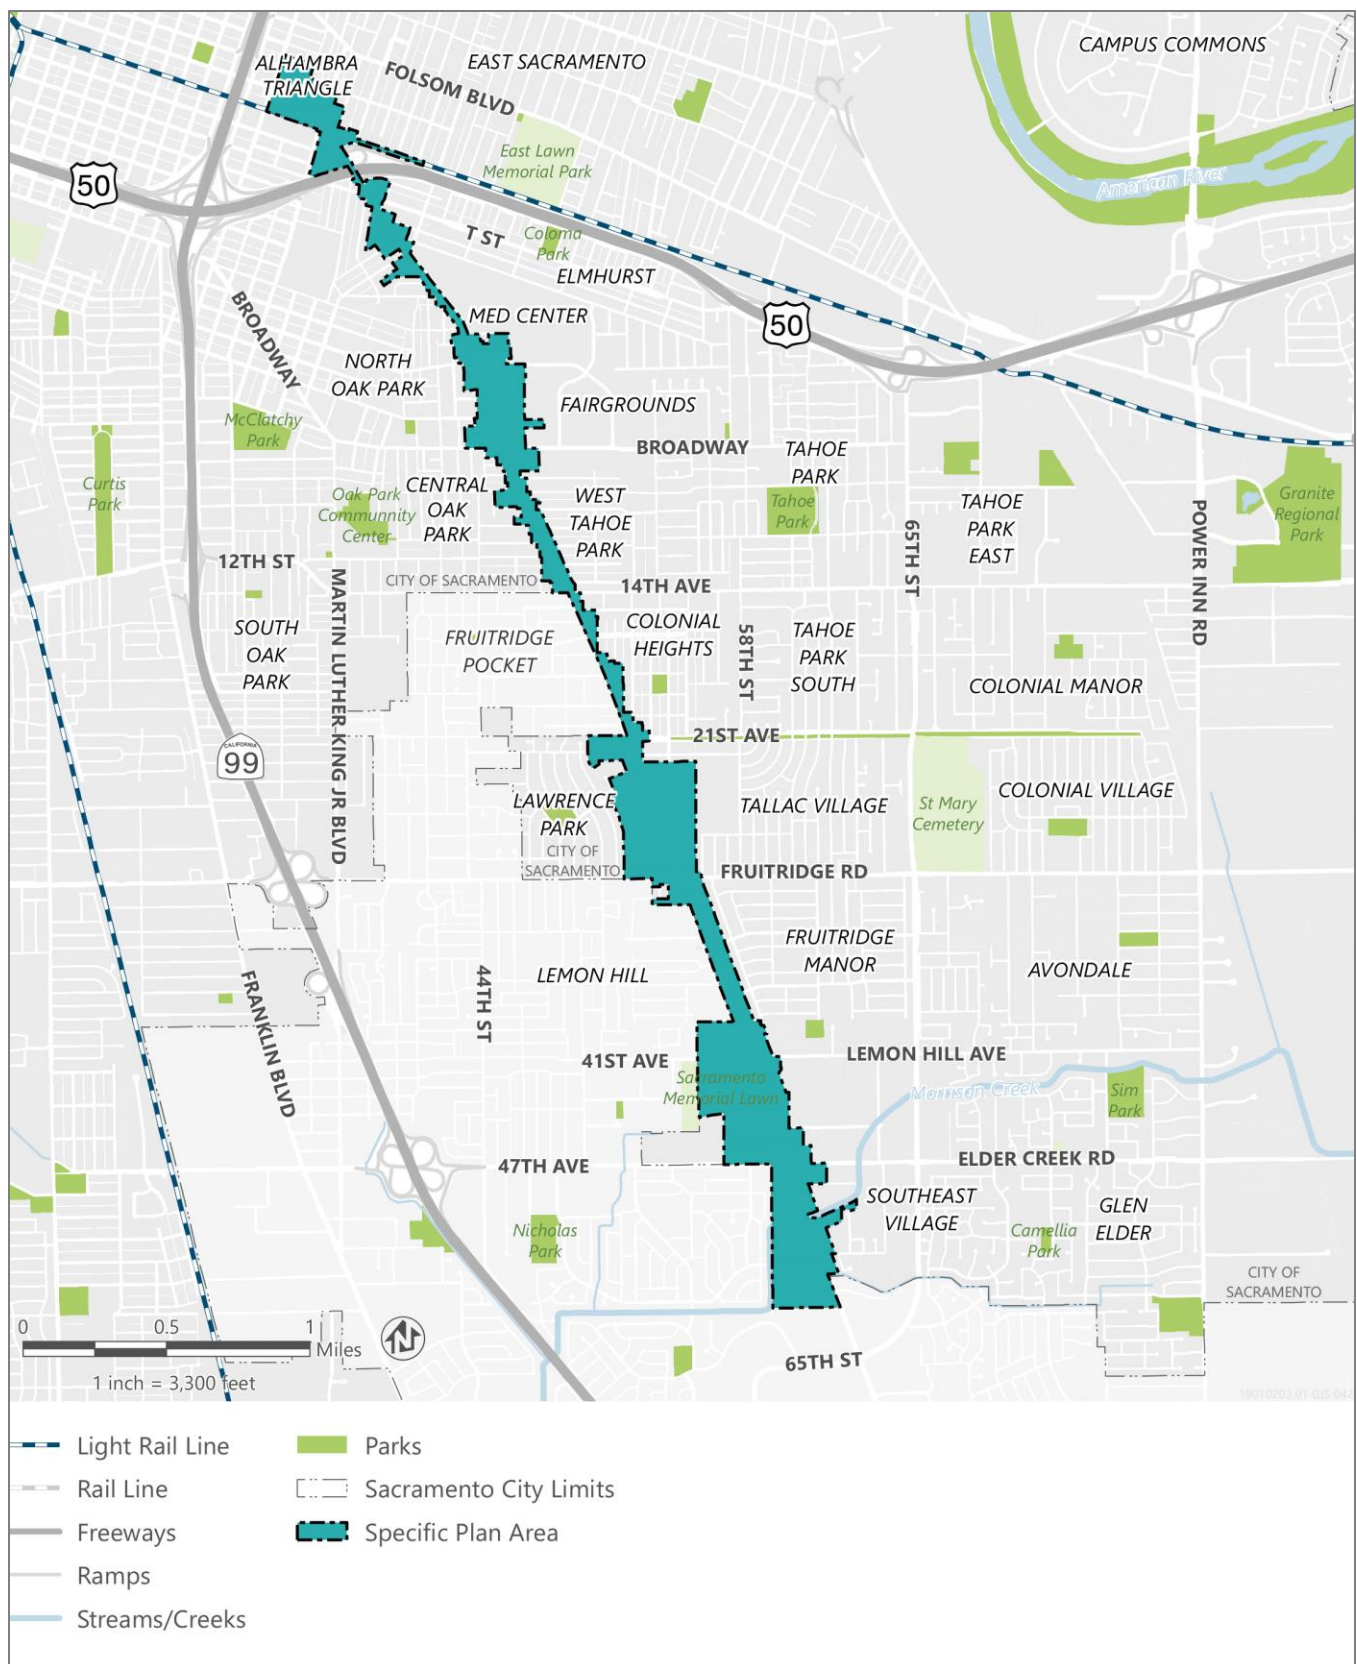 ALHAMBRA
TRIANGLE
EAST SACRAMENTO
FOLSOM BLVD
CAMPUS COMMONS
East Lawn
Memorial Park
50
American River
T ST
Coloma
Park
ELMHURST
BROADWAY
MED CENTER
50
NORTH
OAK PARK
FAIRGROUNDS
McClatchy
Park
BROADWAY
TAHOE
PARK
Curtis
Park
Oak Park
Communnity
Center
CENTRAL
OAK
PARK
WEST
TAHOE
PARK
Tahoe
Park
TAHOE
PARK
EAST
65TH ST
POWER INN RD
Granite
Regional
Park
12TH ST
CITY OF SACRAMENTO
14TH AVE
MARTIN LUTHER KING JR BLVD
SOUTH
OAK
PARK
FRUITRIDGE
POCKET
COLONIAL
HEIGHTS
58TH ST
TAHOE
PARK
SOUTH
COLONIAL MANOR
21ST AVE
CALIFORNIA
99
LAWRENCE
PARK
TALLAC VILLAGE
St Mary
Cemetery
COLONIAL VILLAGE
CITY OF
SACRAMENTO
FRUITRIDGE RD
FRUITRIDGE
MANOR
FRANKLIN BLVD
44TH ST
LEMON HILL
AVONDALE
41ST AVE
LEMON HILL AVE
Sacramento
Memorial Lawn
Morrison Creek
Sim
Park
47TH AVE
ELDER CREEK RD
SOUTHEAST
VILLAGE
GLEN
ELDER
Nicholas
Park
Camellia
Park
CITY OF
SACRAMENTO
0 0.5 1
Miles
1 inch = 3,300 feet
N
65TH ST
Light Rail Line
Rail Line
Freeways
Ramps
Streams/Creeks
Parks
Sacramento City Limits
Specific Plan Area